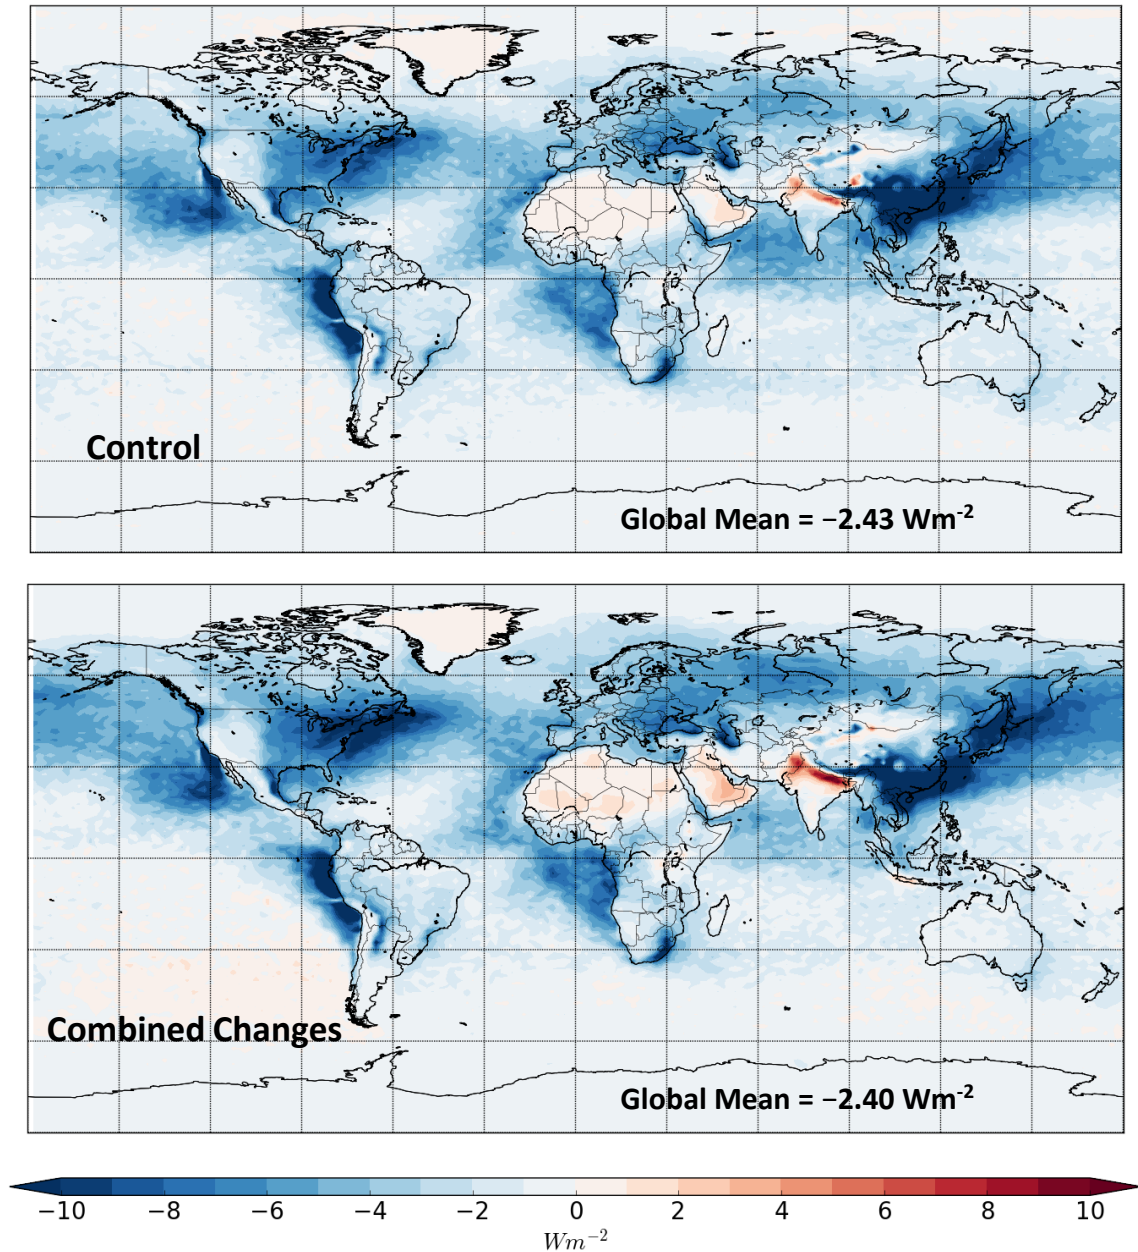 Control
Global Mean = −2.43 Wm⁻²
Combined Changes
Global Mean = −2.40 Wm⁻²
−10 −8 −6 −4 −2 0 2 4 6 8 10
Wm⁻²